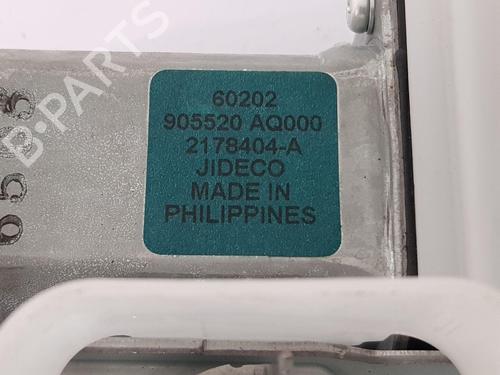 60202
905520 AQ000
2178404-A
JIDECO
MADE IN
PHILIPPINES
B-Parts